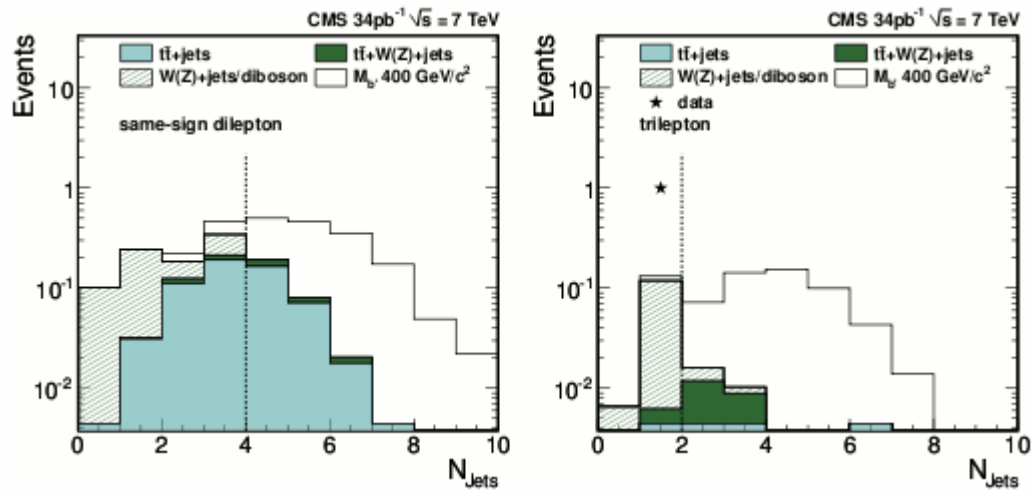 CMS 34pb⁻¹ √s = 7 TeV
tt̄+jets
tt̄+W(Z)+jets
W(Z)+jets/diboson
M_b' 400 GeV/c²
same-sign dilepton
Events
10
1
10⁻¹
10⁻²
0 2 4 6 8 10
N_Jets
CMS 34pb⁻¹ √s = 7 TeV
tt̄+jets
tt̄+W(Z)+jets
W(Z)+jets/diboson
M_b' 400 GeV/c²
data
trilepton
Events
10
1
10⁻¹
10⁻²
0 2 4 6 8 10
N_Jets